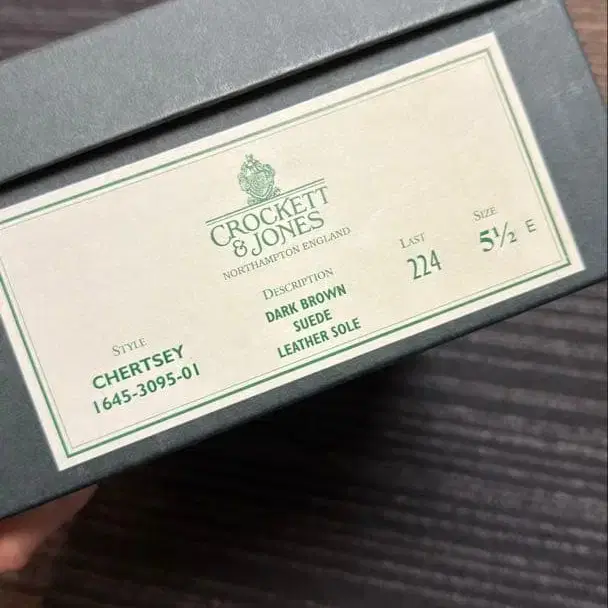 CROCKETT
& JONES
NORTHAMPTON ENGLAND
STYLE
CHERTSEY
1645-3095-01
DESCRIPTION
DARK BROWN
SUEDE
LEATHER SOLE
LAST
224
SIZE
5½ E